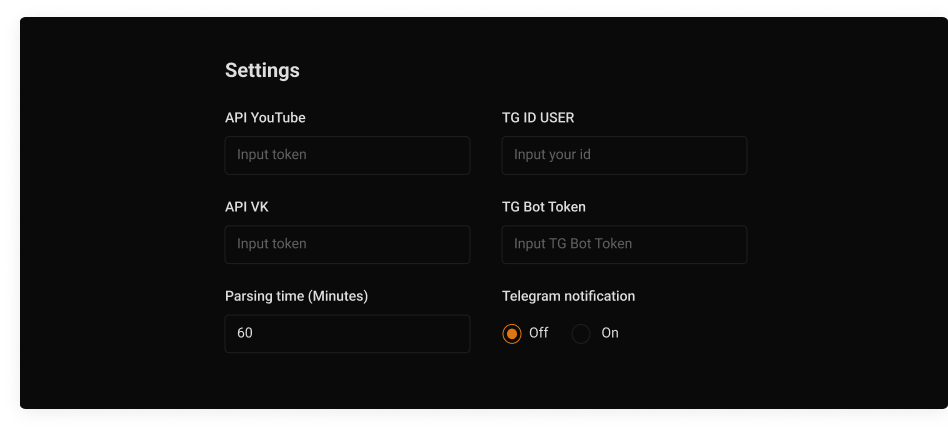 Settings
API YouTube
Input token
TG ID USER
Input your id
API VK
Input token
TG Bot Token
Input TG Bot Token
Parsing time (Minutes)
60
Telegram notification
Off On